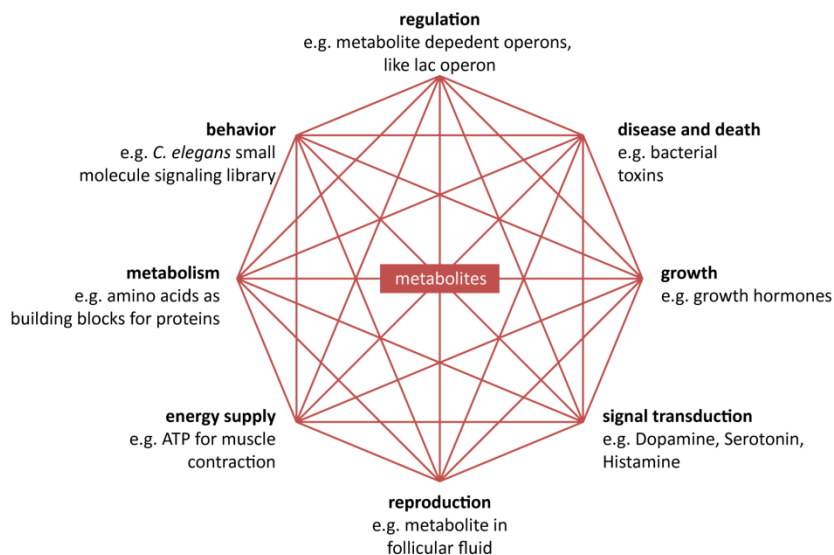 regulation
e.g. metabolite depedent operons,
like lac operon
behavior
e.g. C. elegans small
molecule signaling library
disease and death
e.g. bacterial
toxins
metabolism
e.g. amino acids as
building blocks for proteins
metabolites
growth
e.g. growth hormones
energy supply
e.g. ATP for muscle
contraction
signal transduction
e.g. Dopamine, Serotonin,
Histamine
reproduction
e.g. metabolite in
follicular fluid